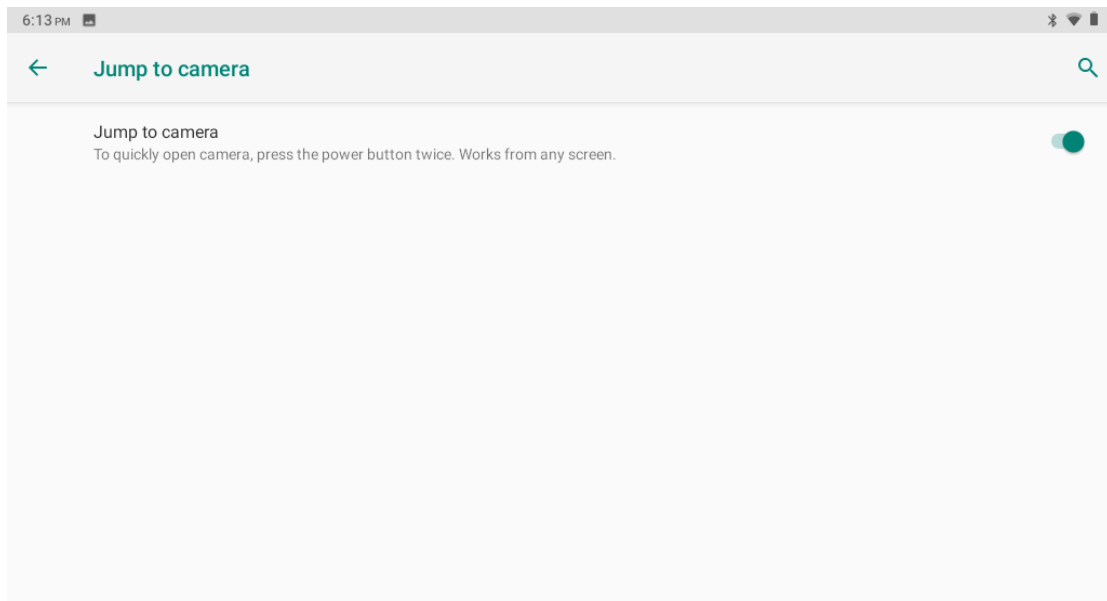 6:13 PM
Jump to camera
Jump to camera
To quickly open camera, press the power button twice. Works from any screen.